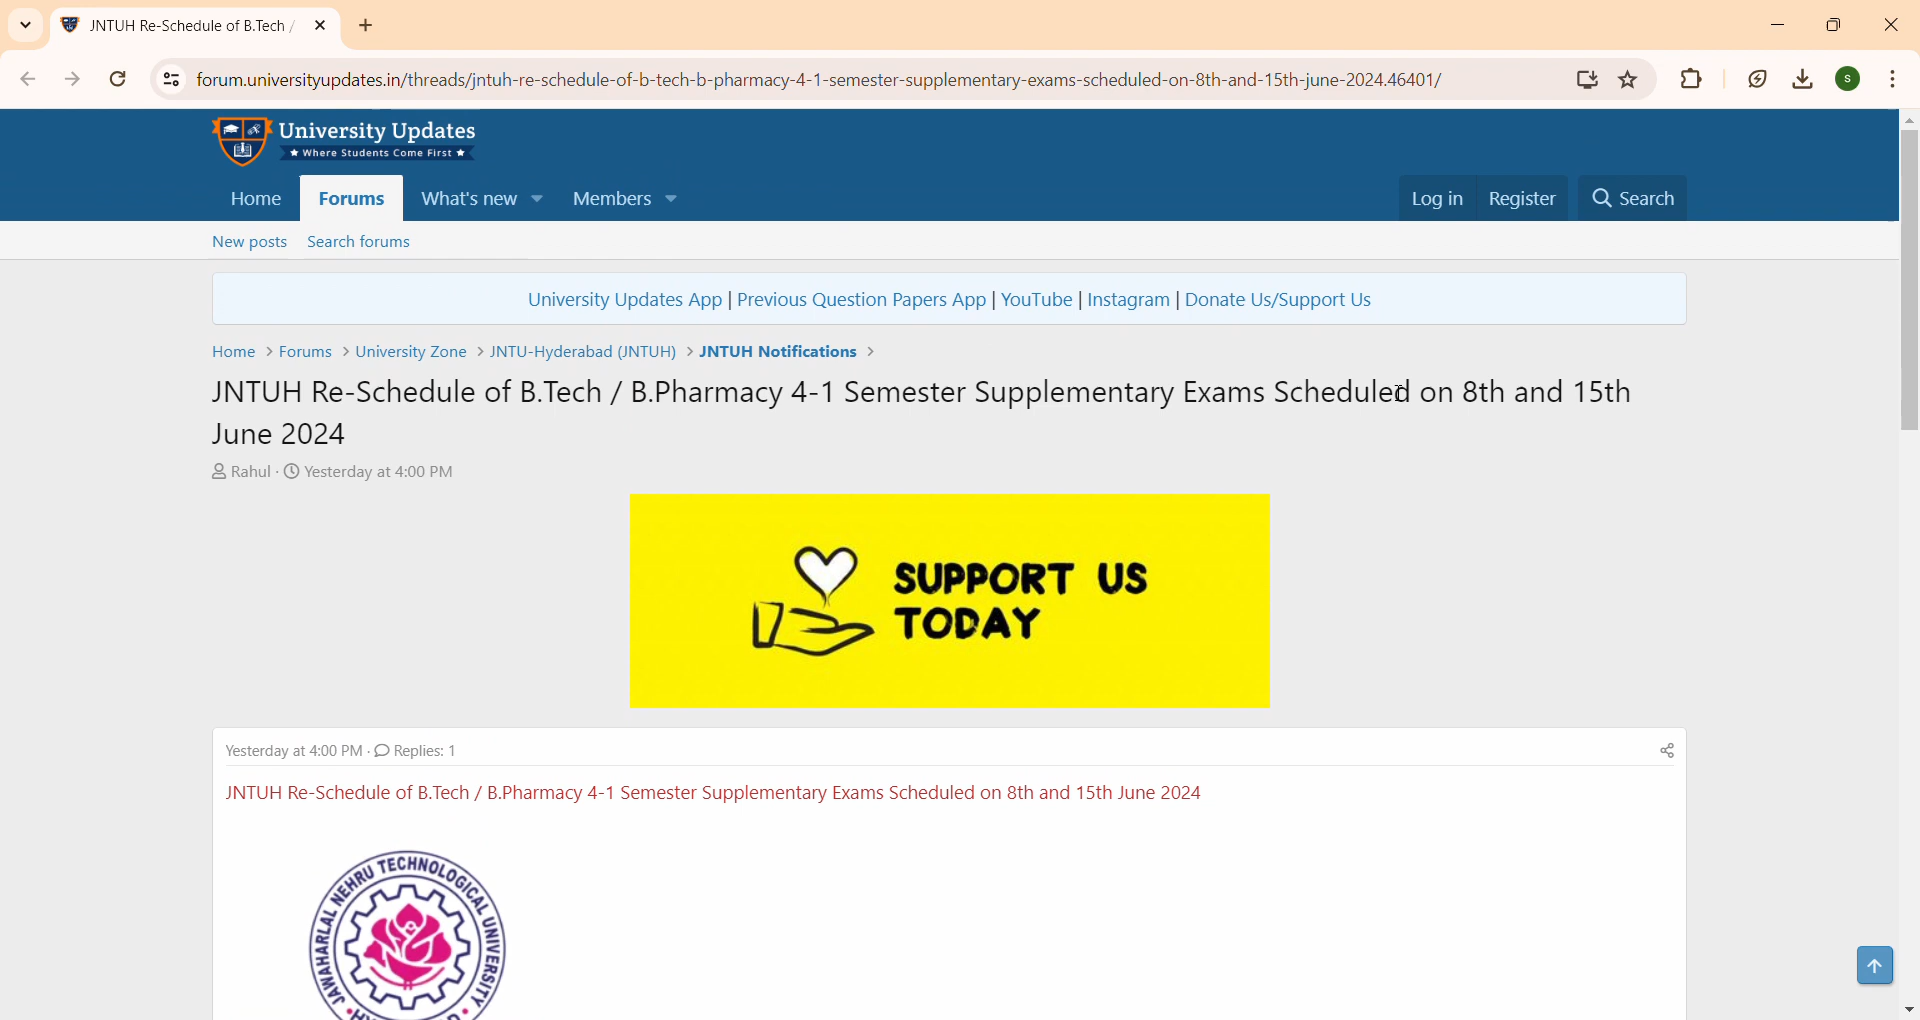 JNTUH Re-Schedule of B.Tech /
forum.universityupdates.in/threads/jntuh-re-schedule-of-b-tech-b-pharmacy-4-1-semester-supplementary-exams-scheduled-on-8th-and-15th-june-2024.46401/
S
University Updates
★ Where Students Come First ★
Home Forums What's new Members Log in Register Search
New posts Search forums
University Updates App | Previous Question Papers App | YouTube | Instagram | Donate Us/Support Us
Home > Forums > University Zone > JNTU-Hyderabad (JNTUH) > JNTUH Notifications >
JNTUH Re-Schedule of B.Tech / B.Pharmacy 4-1 Semester Supplementary Exams Scheduled on 8th and 15th
June 2024
Rahul · Yesterday at 4:00 PM
SUPPORT US
TODAY
Yesterday at 4:00 PM · Replies: 1
JNTUH Re-Schedule of B.Tech / B.Pharmacy 4-1 Semester Supplementary Exams Scheduled on 8th and 15th June 2024
JAWAHARLAL NEHRU TECHNOLOGICAL UNIVERSITY